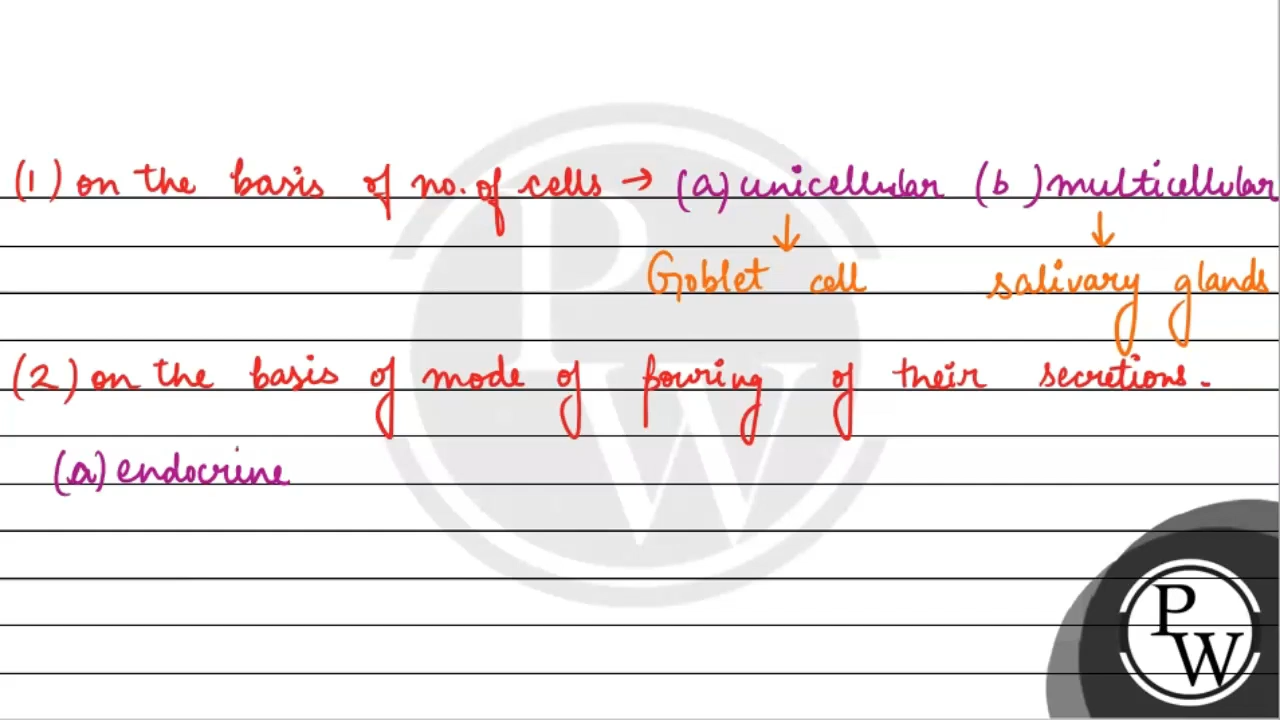 (1) on the basis of no. of cells → (a) unicellular (b) multicellular
↓ ↓
Goblet cell salivary glands
(2) on the basis of mode of pouring of their secretions.
(a) endocrine
P
W
P
W